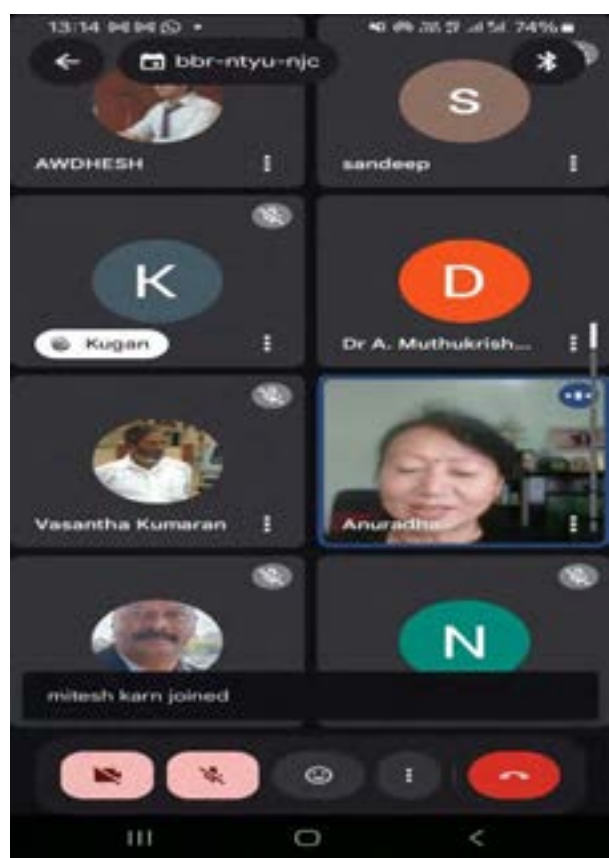 13:14 74%
bbr-ntyu-njc
S
AWDHESH sandeep
K D
Kugan Dr A. Muthukrish...
Vasantha Kumaran Anuradha
N
mitesh karn joined